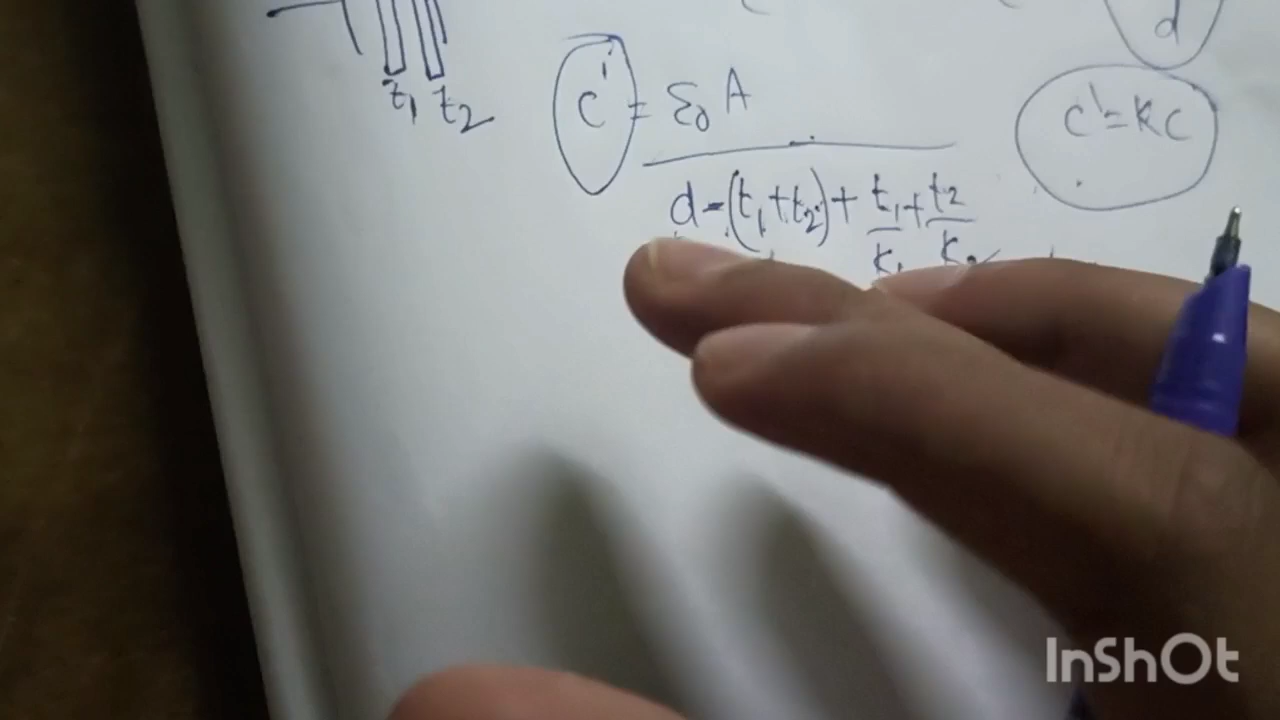 d
t₁ t₂
C' = ε₀ A
d-(t₁+t₂)+ t₁/k₁ + t₂/k₂
C'=KC
InShOt